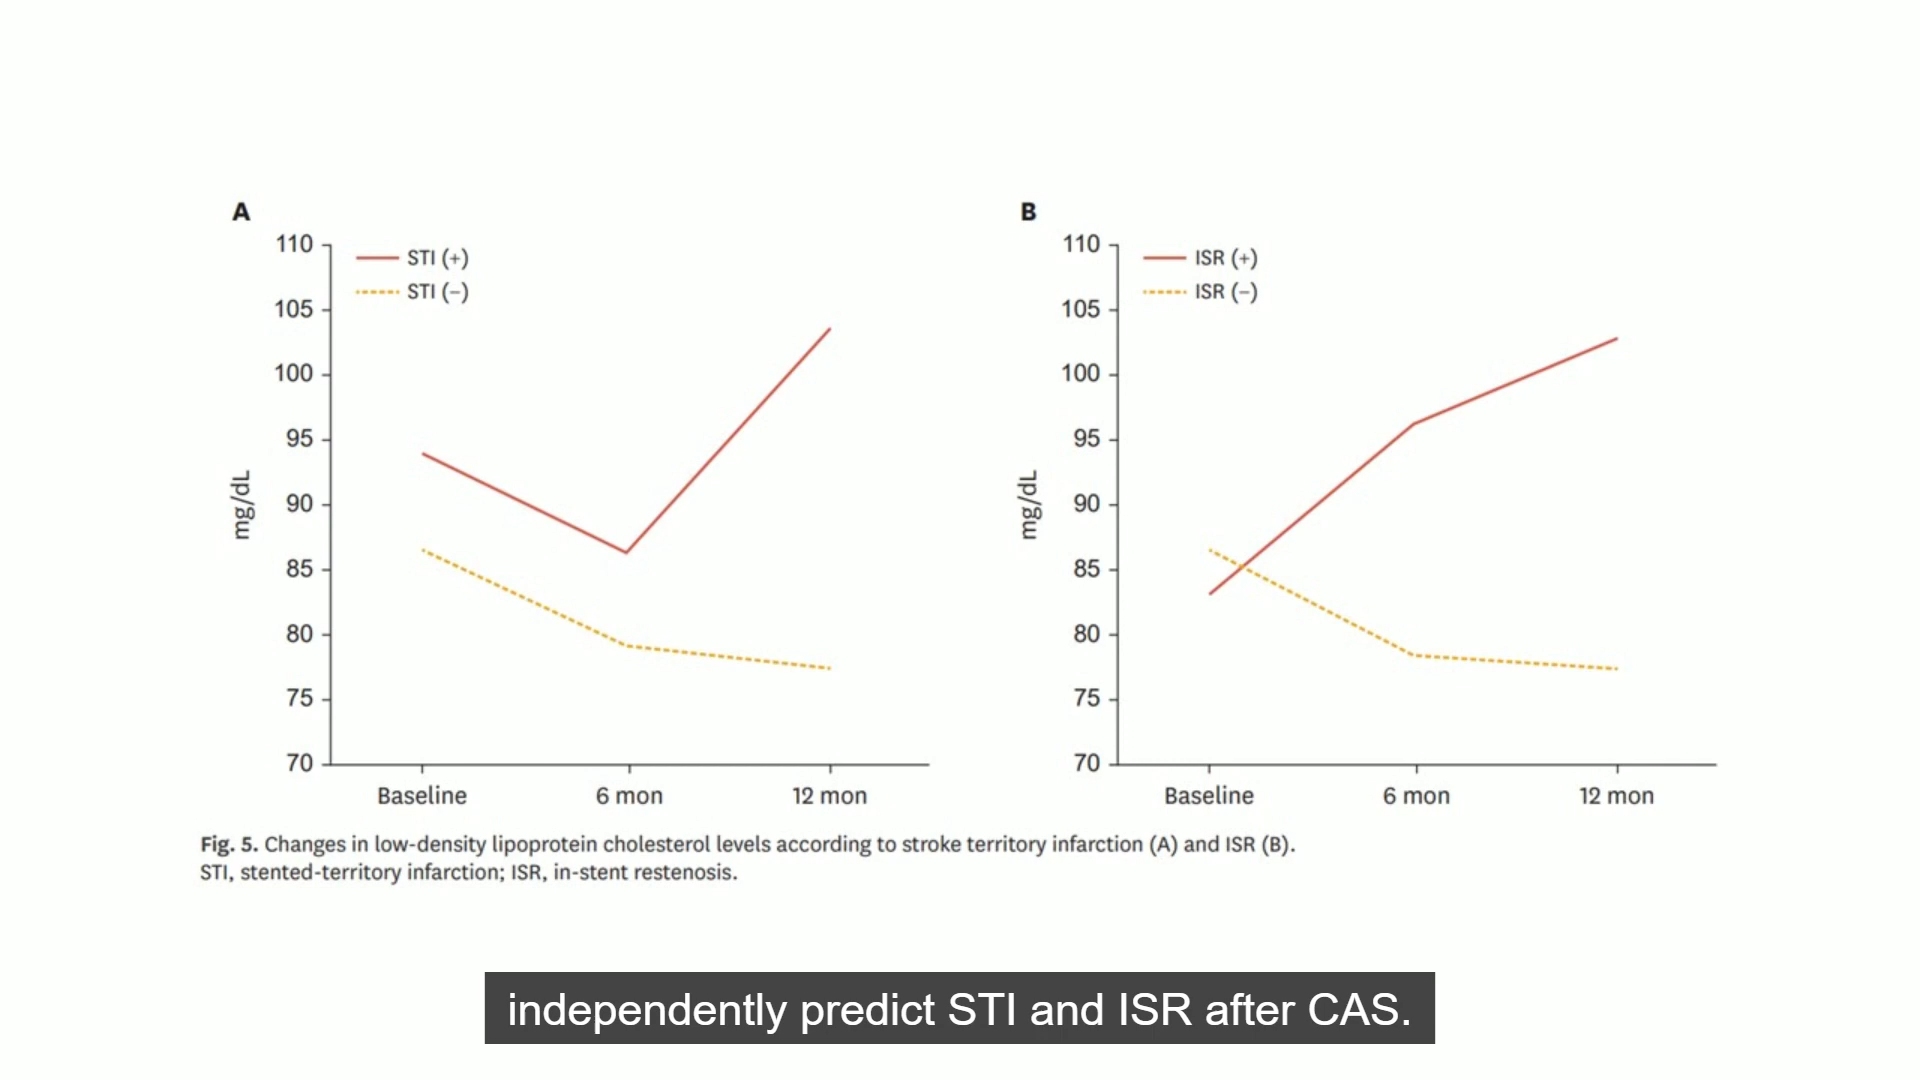 A
110
105
100
95
90
85
80
75
70
mg/dL
STI (+)
STI (−)
Baseline 6 mon 12 mon
B
110
105
100
95
90
85
80
75
70
mg/dL
ISR (+)
ISR (−)
Baseline 6 mon 12 mon
Fig. 5. Changes in low-density lipoprotein cholesterol levels according to stroke territory infarction (A) and ISR (B).
STI, stented-territory infarction; ISR, in-stent restenosis.
independently predict STI and ISR after CAS.